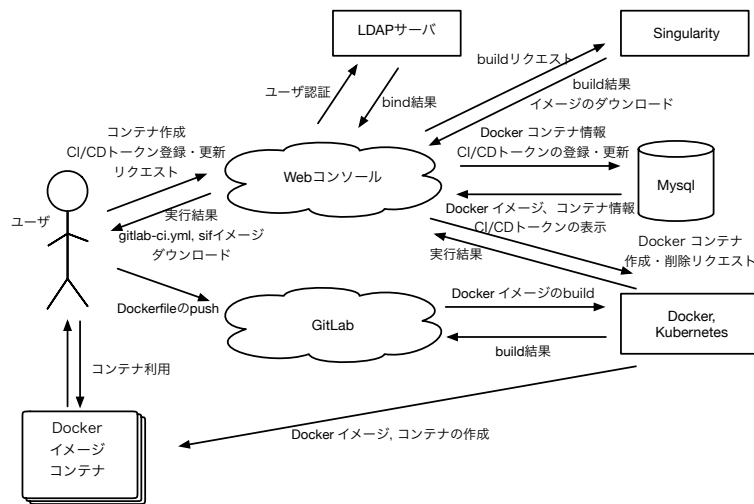 LDAPサーバ
Singularity
buildリクエスト
build結果
イメージのダウンロード
ユーザ認証
bind結果
コンテナ作成
CI/CDトークン登録・更新
リクエスト
Webコンソール
Docker コンテナ情報
CI/CDトークンの登録・更新
Mysql
ユーザ
実行結果
gitlab-ci.yml, sifイメージ
ダウンロード
Docker イメージ、コンテナ情報
CI/CDトークンの表示
実行結果
Docker コンテナ
作成・削除リクエスト
Dockerfileのpush
GitLab
Docker イメージのbuild
build結果
Docker,
Kubernetes
コンテナ利用
Docker
イメージ
コンテナ
Docker イメージ, コンテナの作成